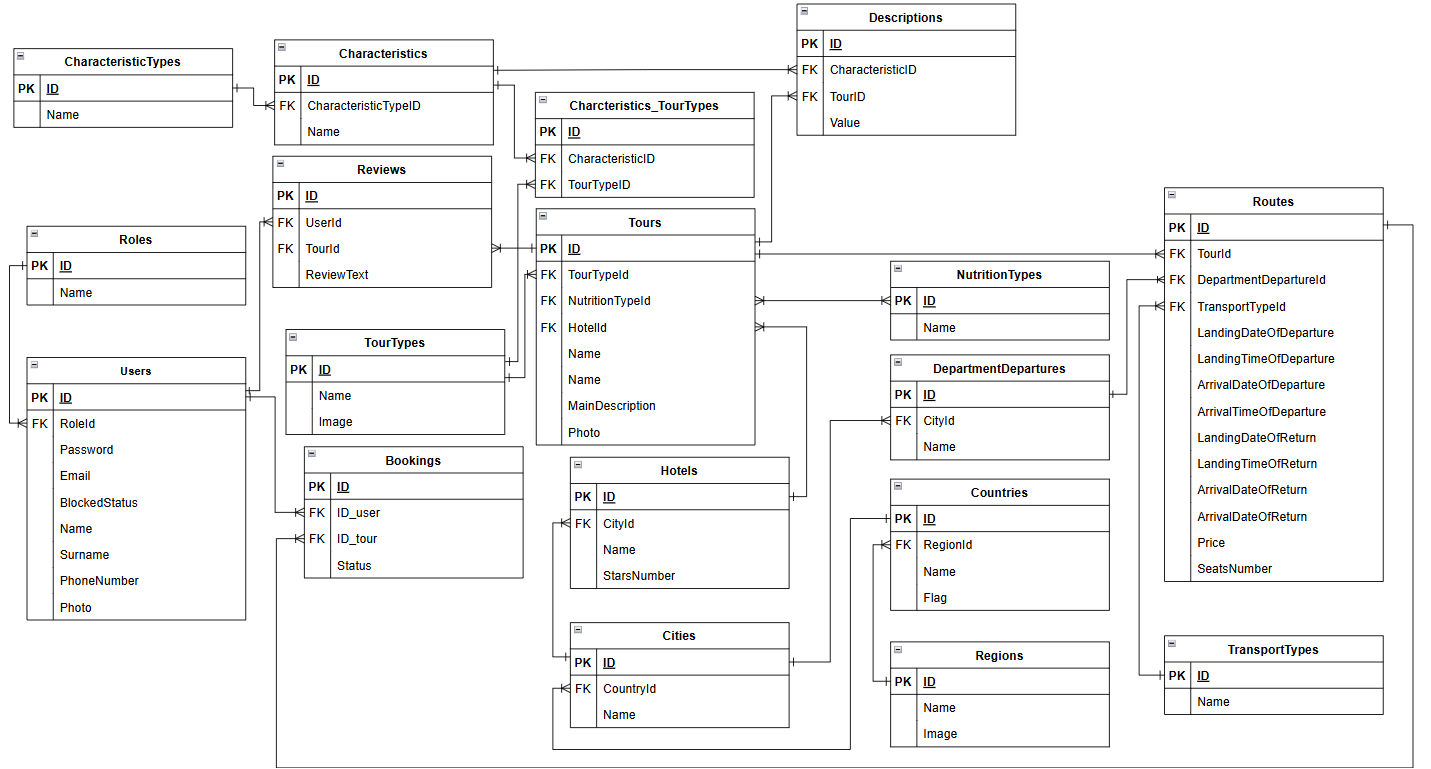 CharacteristicTypes
PK ID
Name
Characteristics
PK ID
FK CharacteristicTypeID
Name
Descriptions
PK ID
FK CharacteristicID
FK TourID
Value
Charcteristics_TourTypes
PK ID
FK CharacteristicID
FK TourTypeID
Reviews
PK ID
FK UserId
FK TourId
ReviewText
Roles
PK ID
Name
Tours
PK ID
FK TourTypeId
FK NutritionTypeId
FK HotelId
Name
Name
MainDescription
Photo
Routes
PK ID
FK TourId
FK DepartmentDepartureId
FK TransportTypeId
LandingDateOfDeparture
LandingTimeOfDeparture
ArrivalDateOfDeparture
ArrivalTimeOfDeparture
LandingDateOfReturn
LandingTimeOfReturn
ArrivalDateOfReturn
ArrivalDateOfReturn
Price
SeatsNumber
NutritionTypes
PK ID
Name
TourTypes
PK ID
Name
Image
Users
PK ID
FK RoleId
Password
Email
BlockedStatus
Name
Surname
PhoneNumber
Photo
DepartmentDepartures
PK ID
FK CityId
Name
Bookings
PK ID
FK ID_user
FK ID_tour
Status
Hotels
PK ID
FK CityId
Name
StarsNumber
Countries
PK ID
FK RegionId
Name
Flag
Cities
PK ID
FK CountryId
Name
Regions
PK ID
Name
Image
TransportTypes
PK ID
Name